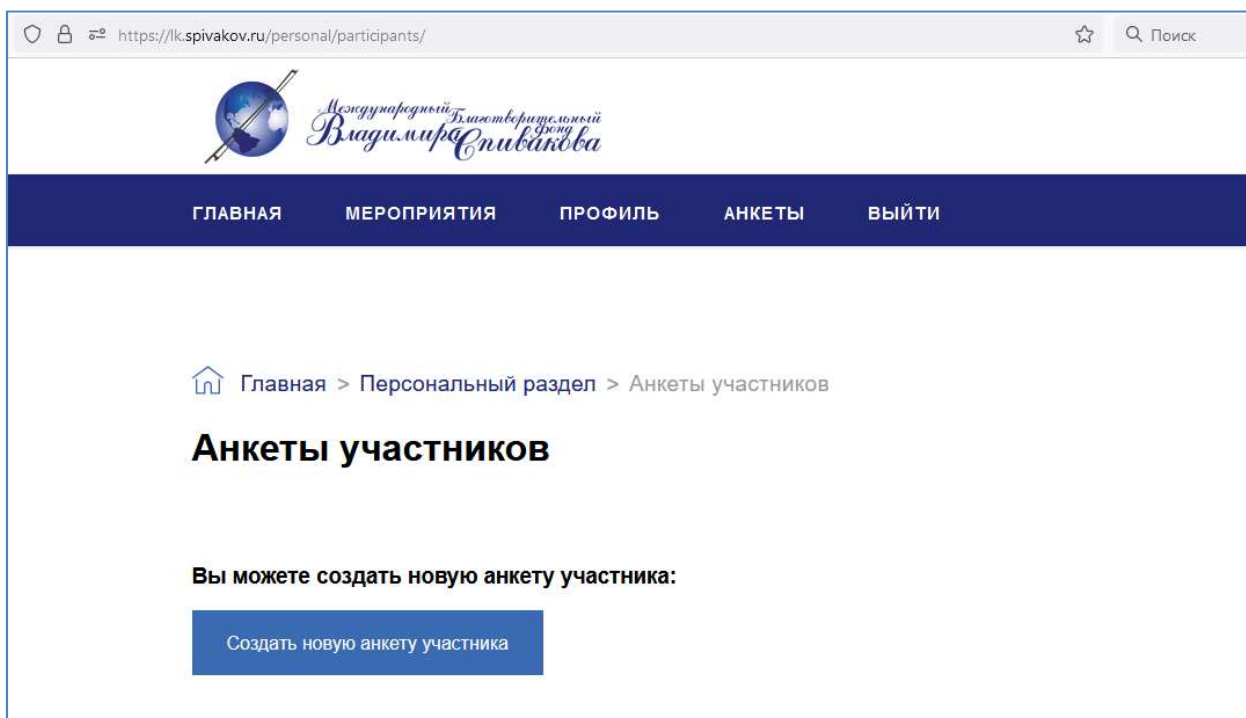 https://lk.spivakov.ru/personal/participants/ Поиск
Международный Благотворительный
фонд
Владимира Спивакова
ГЛАВНАЯ МЕРОПРИЯТИЯ ПРОФИЛЬ АНКЕТЫ ВЫЙТИ
Главная > Персональный раздел > Анкеты участников
Анкеты участников
Вы можете создать новую анкету участника:
Создать новую анкету участника